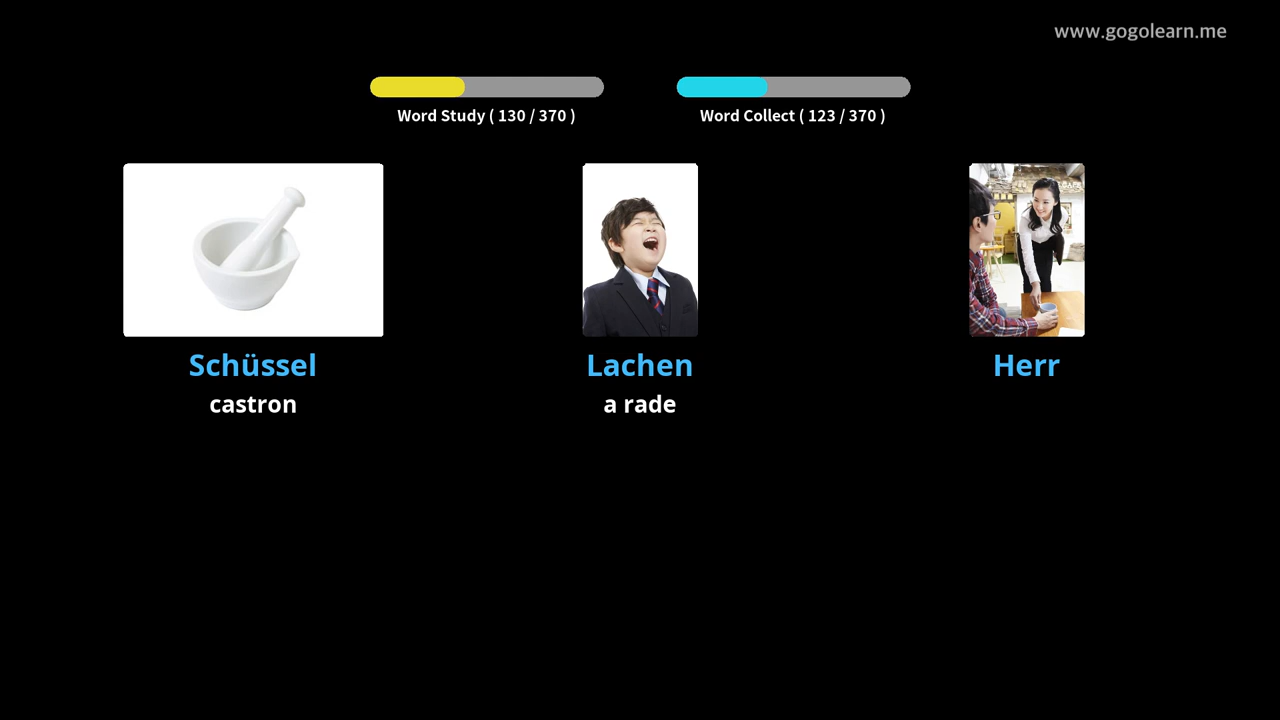 www.gogolearn.me
Word Study ( 130 / 370 )
Word Collect ( 123 / 370 )
Schüssel
castron
Lachen
a rade
Herr